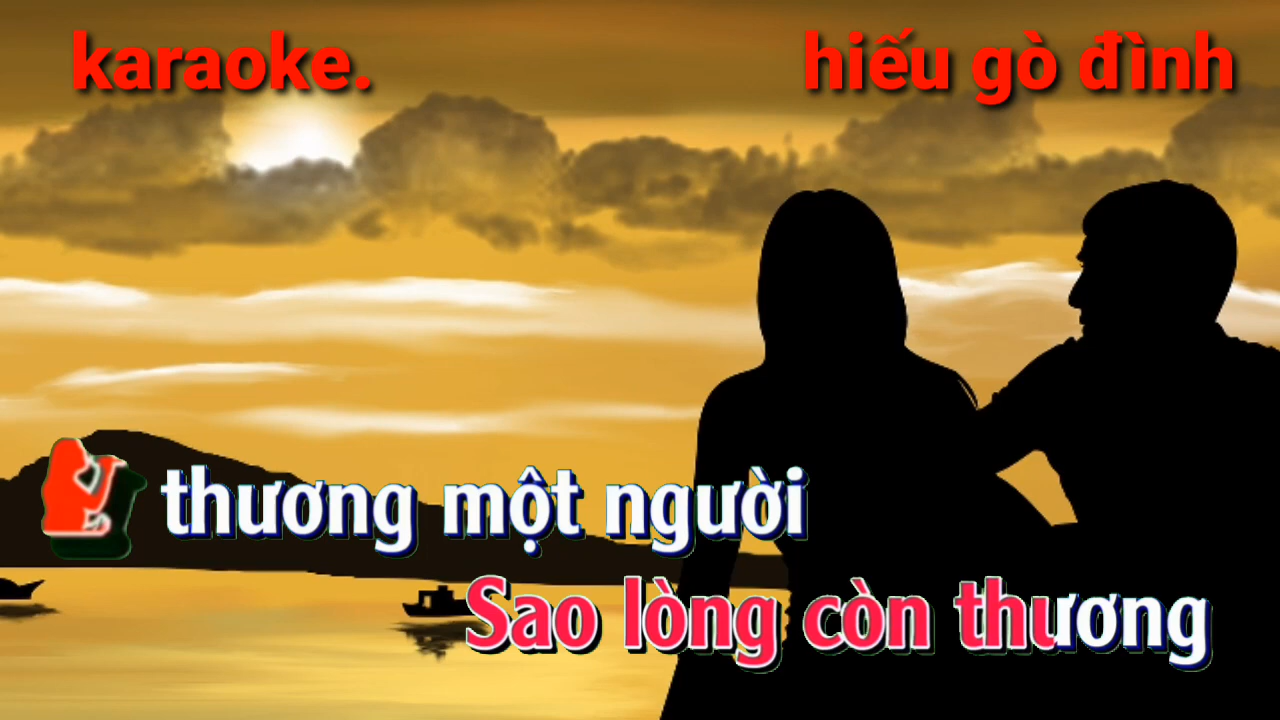 karaoke. hiếu gò đình
thương một người
Sao lòng còn thương